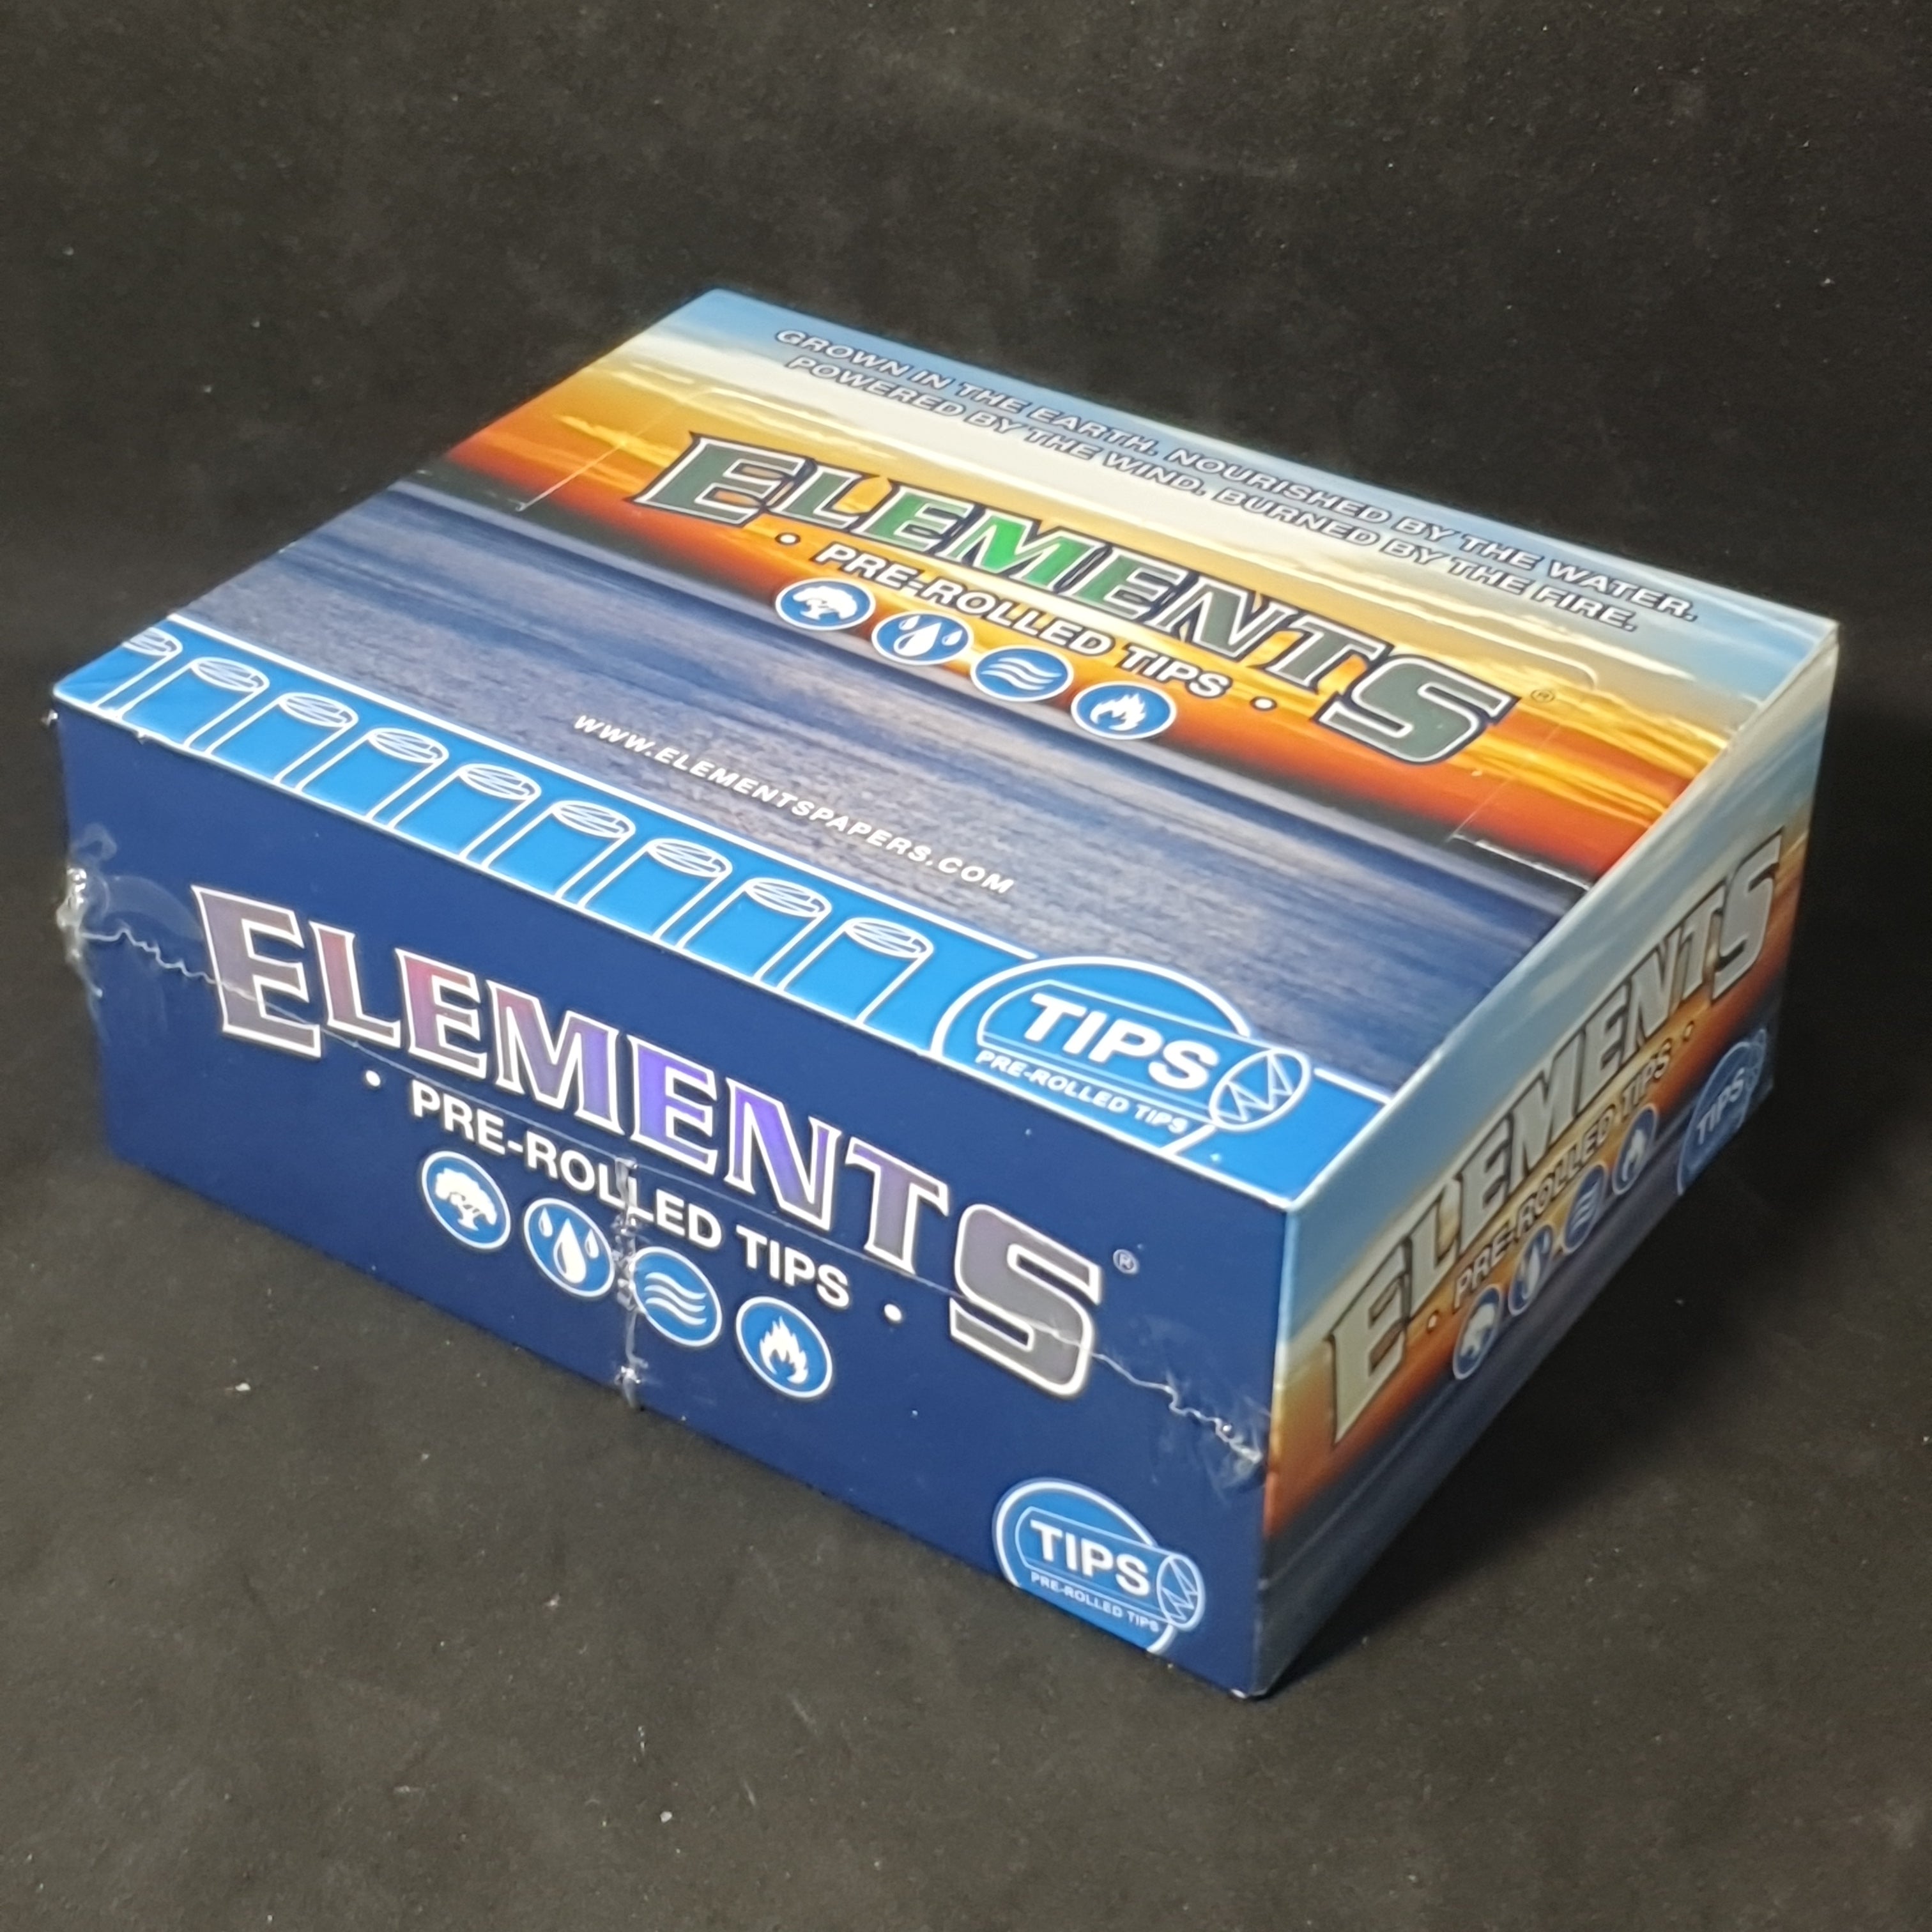 GROWN IN THE EARTH. NOURISHED BY THE WATER.
POWERED BY THE WIND. BURNED BY THE FIRE.
ELEMENTS®
• PRE-ROLLED TIPS •
WWW.ELEMENTSPAPERS.COM
TIPS
PRE-ROLLED TIPS
ELEMENTS®
• PRE-ROLLED TIPS •
TIPS
PRE-ROLLED TIPS
ELEMENTS
• PRE-ROLLED TIPS •
TIPS